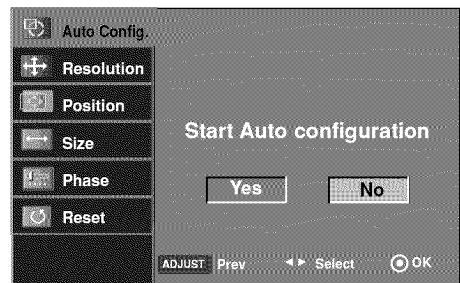 Auto Config.
Resolution
Position
Size
Phase
Reset
Start Auto configuration
Yes No
ADJUST Prev ◄► Select OK